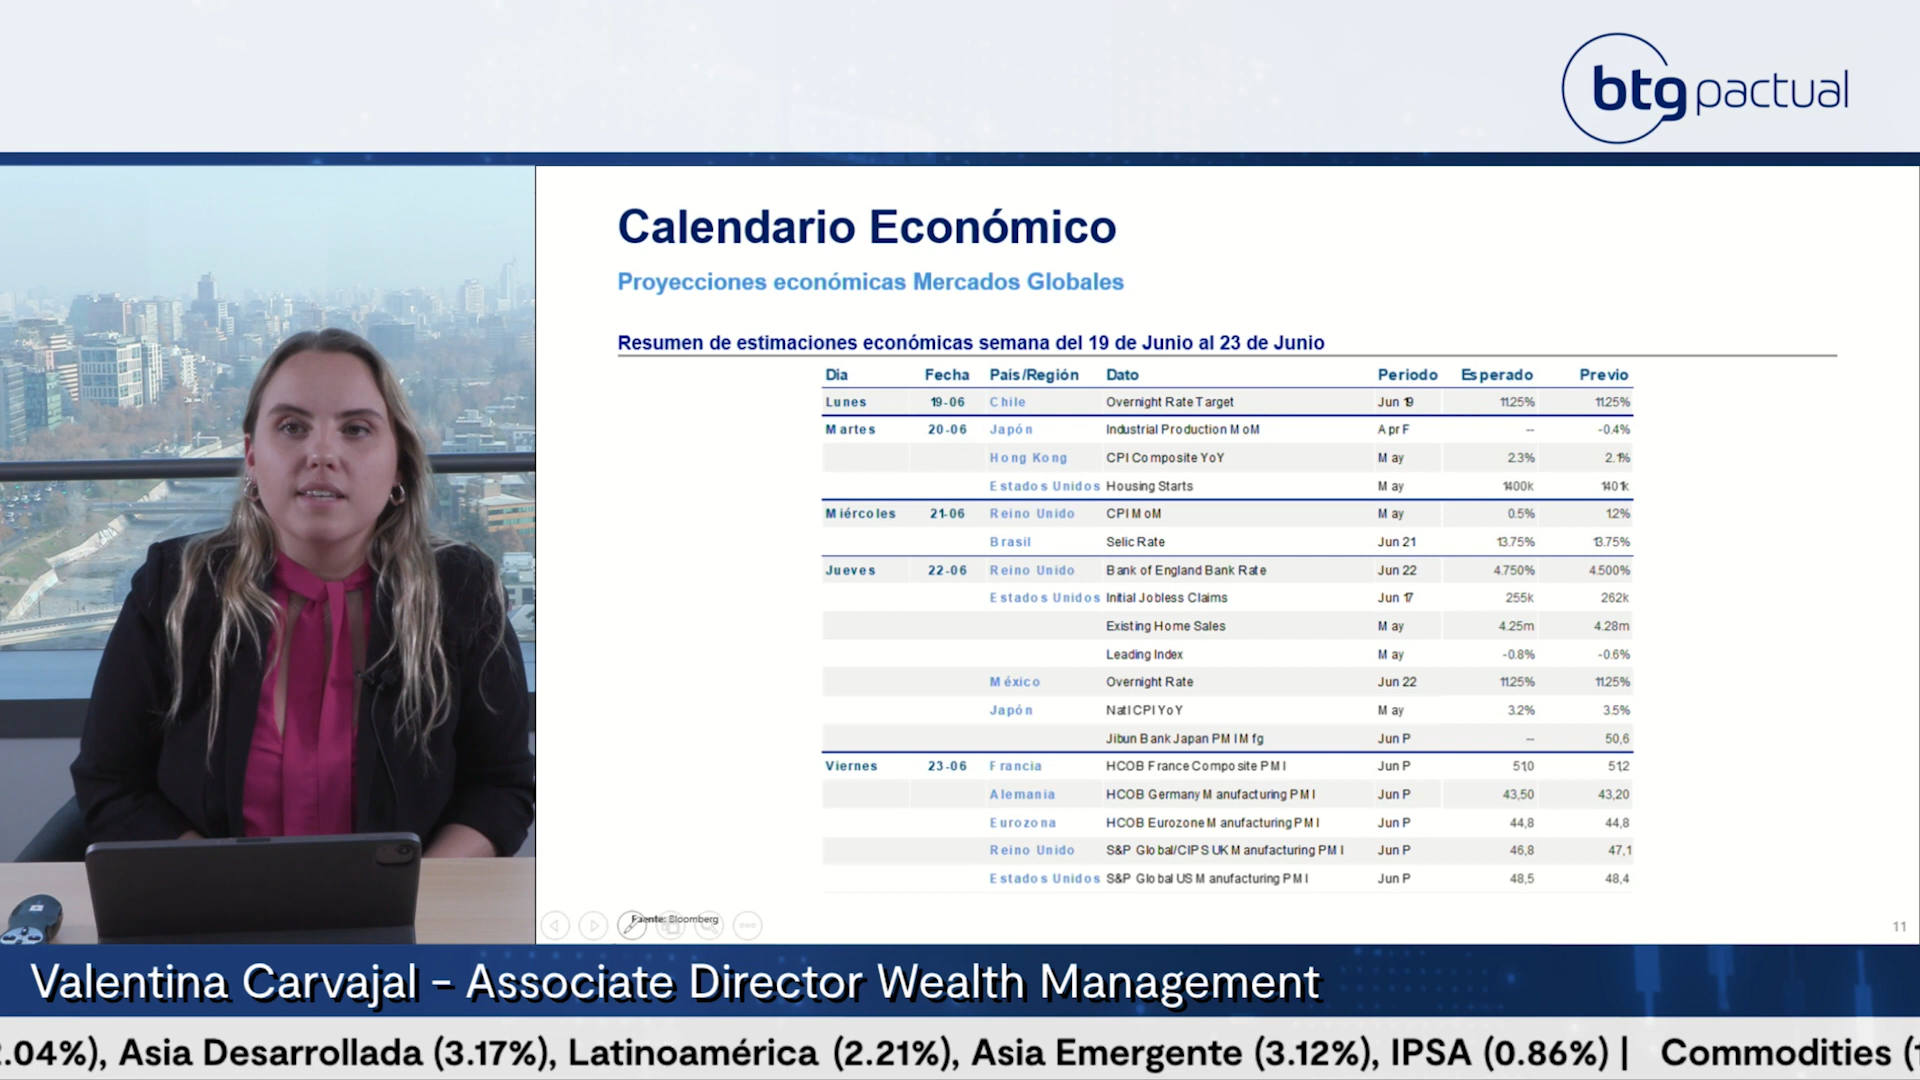 btg pactual
Calendario Económico
Proyecciones económicas Mercados Globales
Resumen de estimaciones económicas semana del 19 de Junio al 23 de Junio
Dia Fecha País/Región Dato Periodo Esperado Previo
Lunes 19-06 Chile Overnight Rate Target Jun 19 11.25% 11.25%
Martes 20-06 Japón Industrial Production MoM Apr F -- -0.4%
Hong Kong CPI Composite YoY May 2.3% 2.1%
Estados Unidos Housing Starts May 1400k 1401k
Miércoles 21-06 Reino Unido CPI MoM May 0.5% 1.2%
Brasil Selic Rate Jun 21 13.75% 13.75%
Jueves 22-06 Reino Unido Bank of England Bank Rate Jun 22 4.750% 4.500%
Estados Unidos Initial Jobless Claims Jun 17 255k 262k
Existing Home Sales May 4.25m 4.28m
Leading Index May -0.8% -0.6%
México Overnight Rate Jun 22 11.25% 11.25%
Japón Natl CPI YoY May 3.2% 3.5%
Jibun Bank Japan PMI Mfg Jun P -- 50,6
Viernes 23-06 Francia HCOB France Composite PMI Jun P 51,0 51,2
Alemania HCOB Germany Manufacturing PMI Jun P 43,50 43,20
Eurozona HCOB Eurozone Manufacturing PMI Jun P 44,8 44,8
Reino Unido S&P Global/CIPS UK Manufacturing PMI Jun P 46,8 47,1
Estados Unidos S&P Global US Manufacturing PMI Jun P 48,5 48,4
Fuente: Bloomberg
11
Valentina Carvajal - Associate Director Wealth Management
.04%), Asia Desarrollada (3.17%), Latinoamérica (2.21%), Asia Emergente (3.12%), IPSA (0.86%) | Commodities (